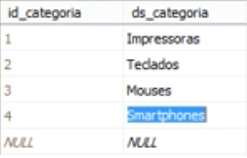 id_categoria ds_categoria
1 Impressoras
2 Teclados
3 Mouses
4 Smartphones
NULL NULL